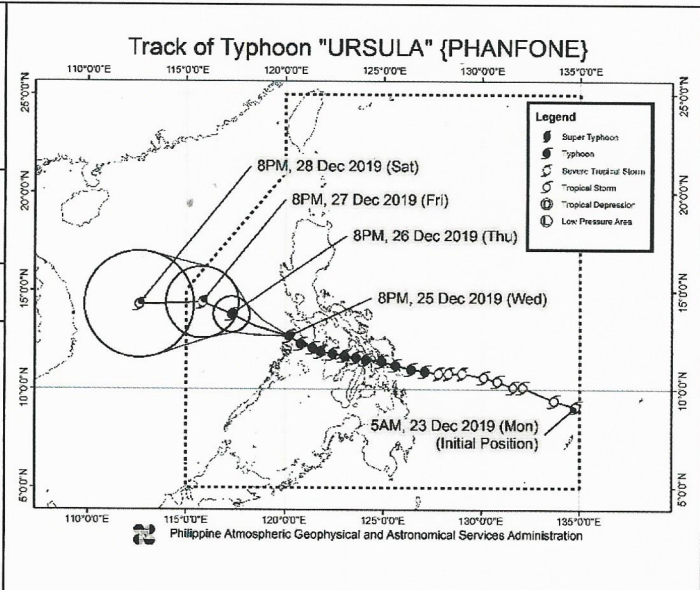 Track of Typhoon "URSULA" {PHANFONE}
110°0'0"E 115°0'0"E 120°0'0"E 125°0'0"E 130°0'0"E 135°0'0"E
25°0'0"N 25°0'0"N
Legend
Super Typhoon
Typhoon
Severe Tropical Storm
Tropical Storm
Tropical Depression
Low Pressure Area
8PM, 28 Dec 2019 (Sat)
20°0'0"N 20°0'0"N
8PM, 27 Dec 2019 (Fri)
8PM, 26 Dec 2019 (Thu)
15°0'0"N 15°0'0"N
8PM, 25 Dec 2019 (Wed)
10°0'0"N 10°0'0"N
5AM, 23 Dec 2019 (Mon)
(Initial Position)
5°0'0"N 5°0'0"N
110°0'0"E 115°0'0"E 120°0'0"E 125°0'0"E 130°0'0"E 135°0'0"E
Philippine Atmospheric Geophysical and Astronomical Services Administration